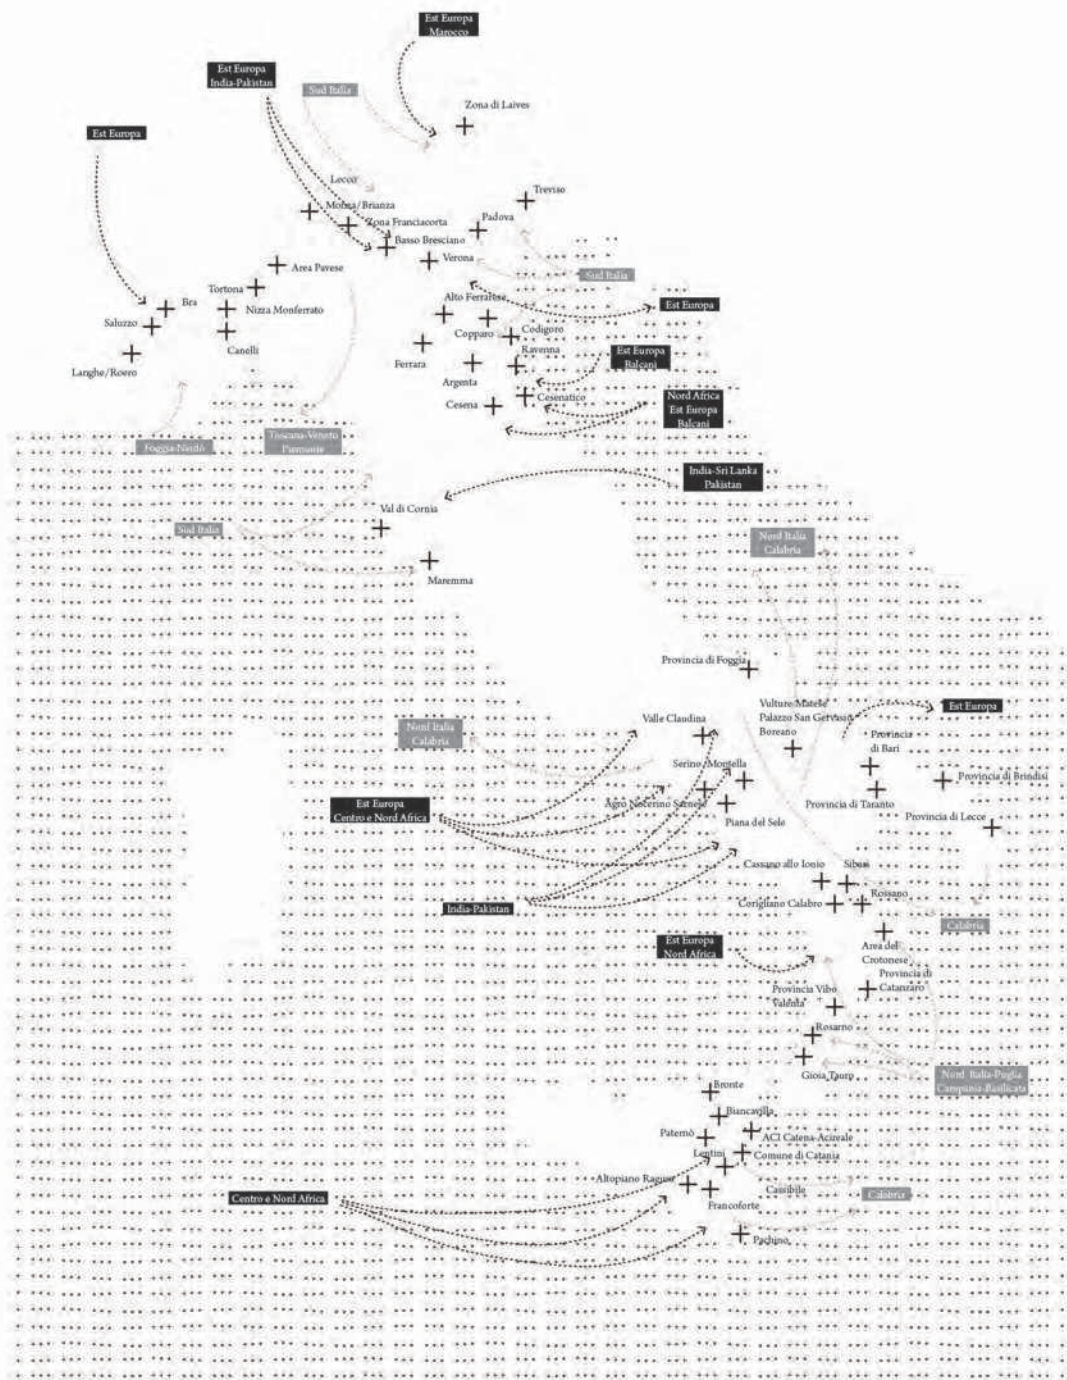 Est Europa
Marocco
Est Europa
India-Pakistan
Sud Italia
Zona di Laives
Est Europa
Lecco
Treviso
Monza/Brianza
Zona Franciacorta
Padova
Basso Bresciano
Verona
Area Pavese
Sud Italia
Tortona
Bra
Nizza Monferrato
Alto Ferrarese
Est Europa
Saluzzo
Canelli
Copparo
Codigoro
Ravenna
Est Europa
Balcani
Langhe/Roero
Ferrara
Argenta
Cesena
Cesenatico
Nord Africa
Est Europa
Balcani
Foggia-Nardò
Toscana-Veneto
Piemonte
India-Sri Lanka
Pakistan
Val di Cornia
Sud Italia
Nord Italia
Calabria
Maremma
Provincia di Foggia
Vulture-Matese
Palazzo San Gervasio
Boreano
Est Europa
Valle Claudina
Nord Italia
Calabria
Provincia
di Bari
Serino/Montella
Provincia di Brindisi
Est Europa
Centro e Nord Africa
Agro Nocerino Sarnese
Provincia di Taranto
Piana del Sele
Provincia di Lecce
Cassano allo Ionio
Sibari
Rossano
India-Pakistan
Corigliano Calabro
Calabria
Est Europa
Nord Africa
Area del
Crotonese
Provincia di
Catanzaro
Provincia Vibo
Valenta
Rosarno
Gioia Tauro
Nord Italia-Puglia
Campania-Basilicata
Bronte
Biancavilla
Paternò
ACI Catena-Acireale
Lentini
Comune di Catania
Altopiano Ragusa
Cassibile
Calabria
Centro e Nord Africa
Francoforte
Pachino